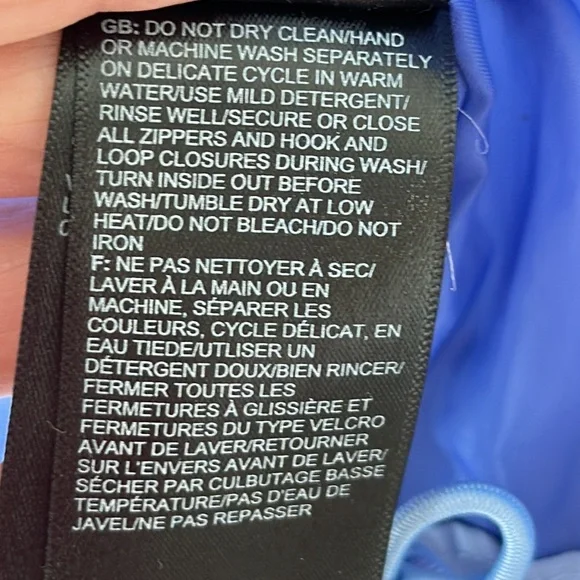 GB: DO NOT DRY CLEAN/HAND
OR MACHINE WASH SEPARATELY
ON DELICATE CYCLE IN WARM
WATER/USE MILD DETERGENT/
RINSE WELL/SECURE OR CLOSE
ALL ZIPPERS AND HOOK AND
LOOP CLOSURES DURING WASH/
TURN INSIDE OUT BEFORE
WASH/TUMBLE DRY AT LOW
HEAT/DO NOT BLEACH/DO NOT
IRON
F: NE PAS NETTOYER À SEC/
LAVER À LA MAIN OU EN
MACHINE, SÉPARER LES
COULEURS, CYCLE DÉLICAT, EN
EAU TIEDE/UTLISER UN
DÉTERGENT DOUX/BIEN RINCER/
FERMER TOUTES LES
FERMETURES À GLISSIÈRE ET
FERMETURES DU TYPE VELCRO
AVANT DE LAVER/RETOURNER
SUR L'ENVERS AVANT DE LAVER/
SÉCHER PAR CULBUTAGE BASSE
TEMPÉRATURE/PAS D'EAU DE
JAVEL/NE PAS REPASSER